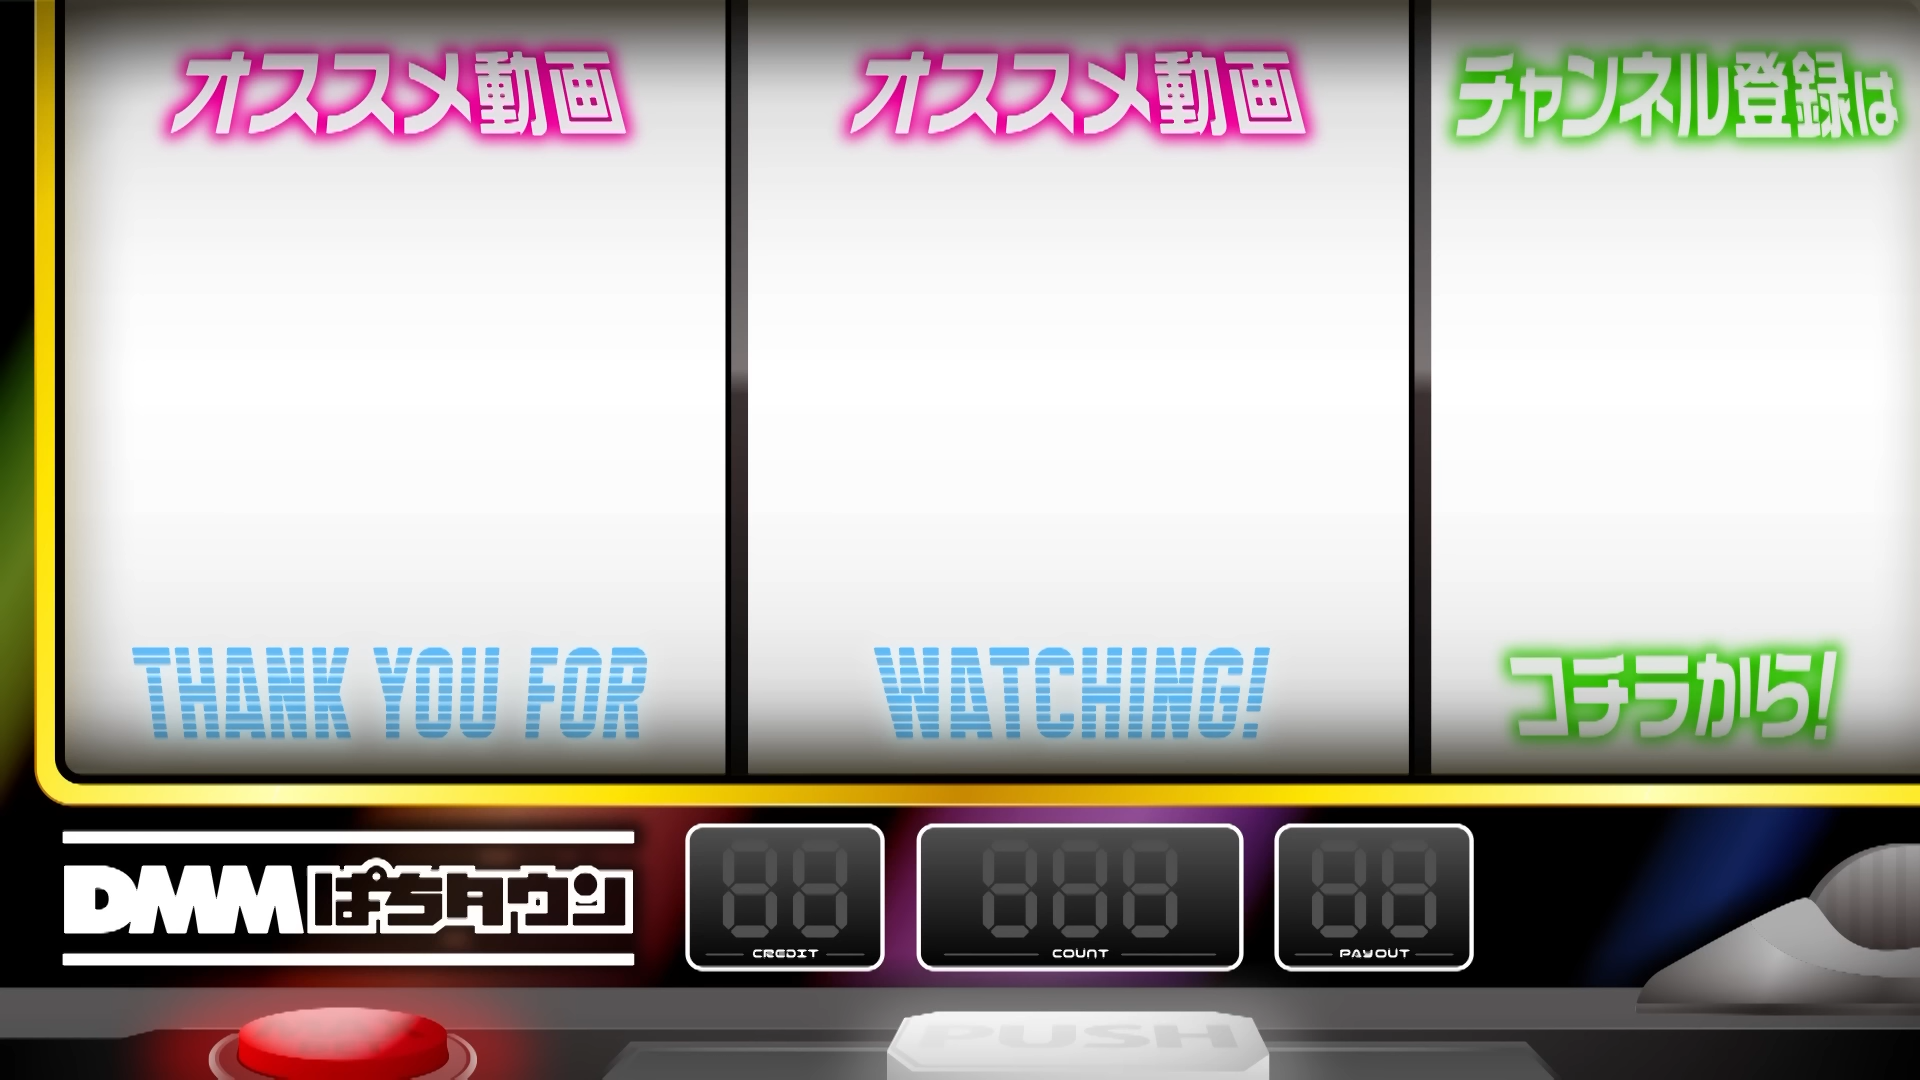 オススメ動画
オススメ動画
チャンネル登録は
THANK YOU FOR
WATCHING!
コチラから!
DMMぱちタウン
CREDIT
COUNT
PAYOUT
PUSH